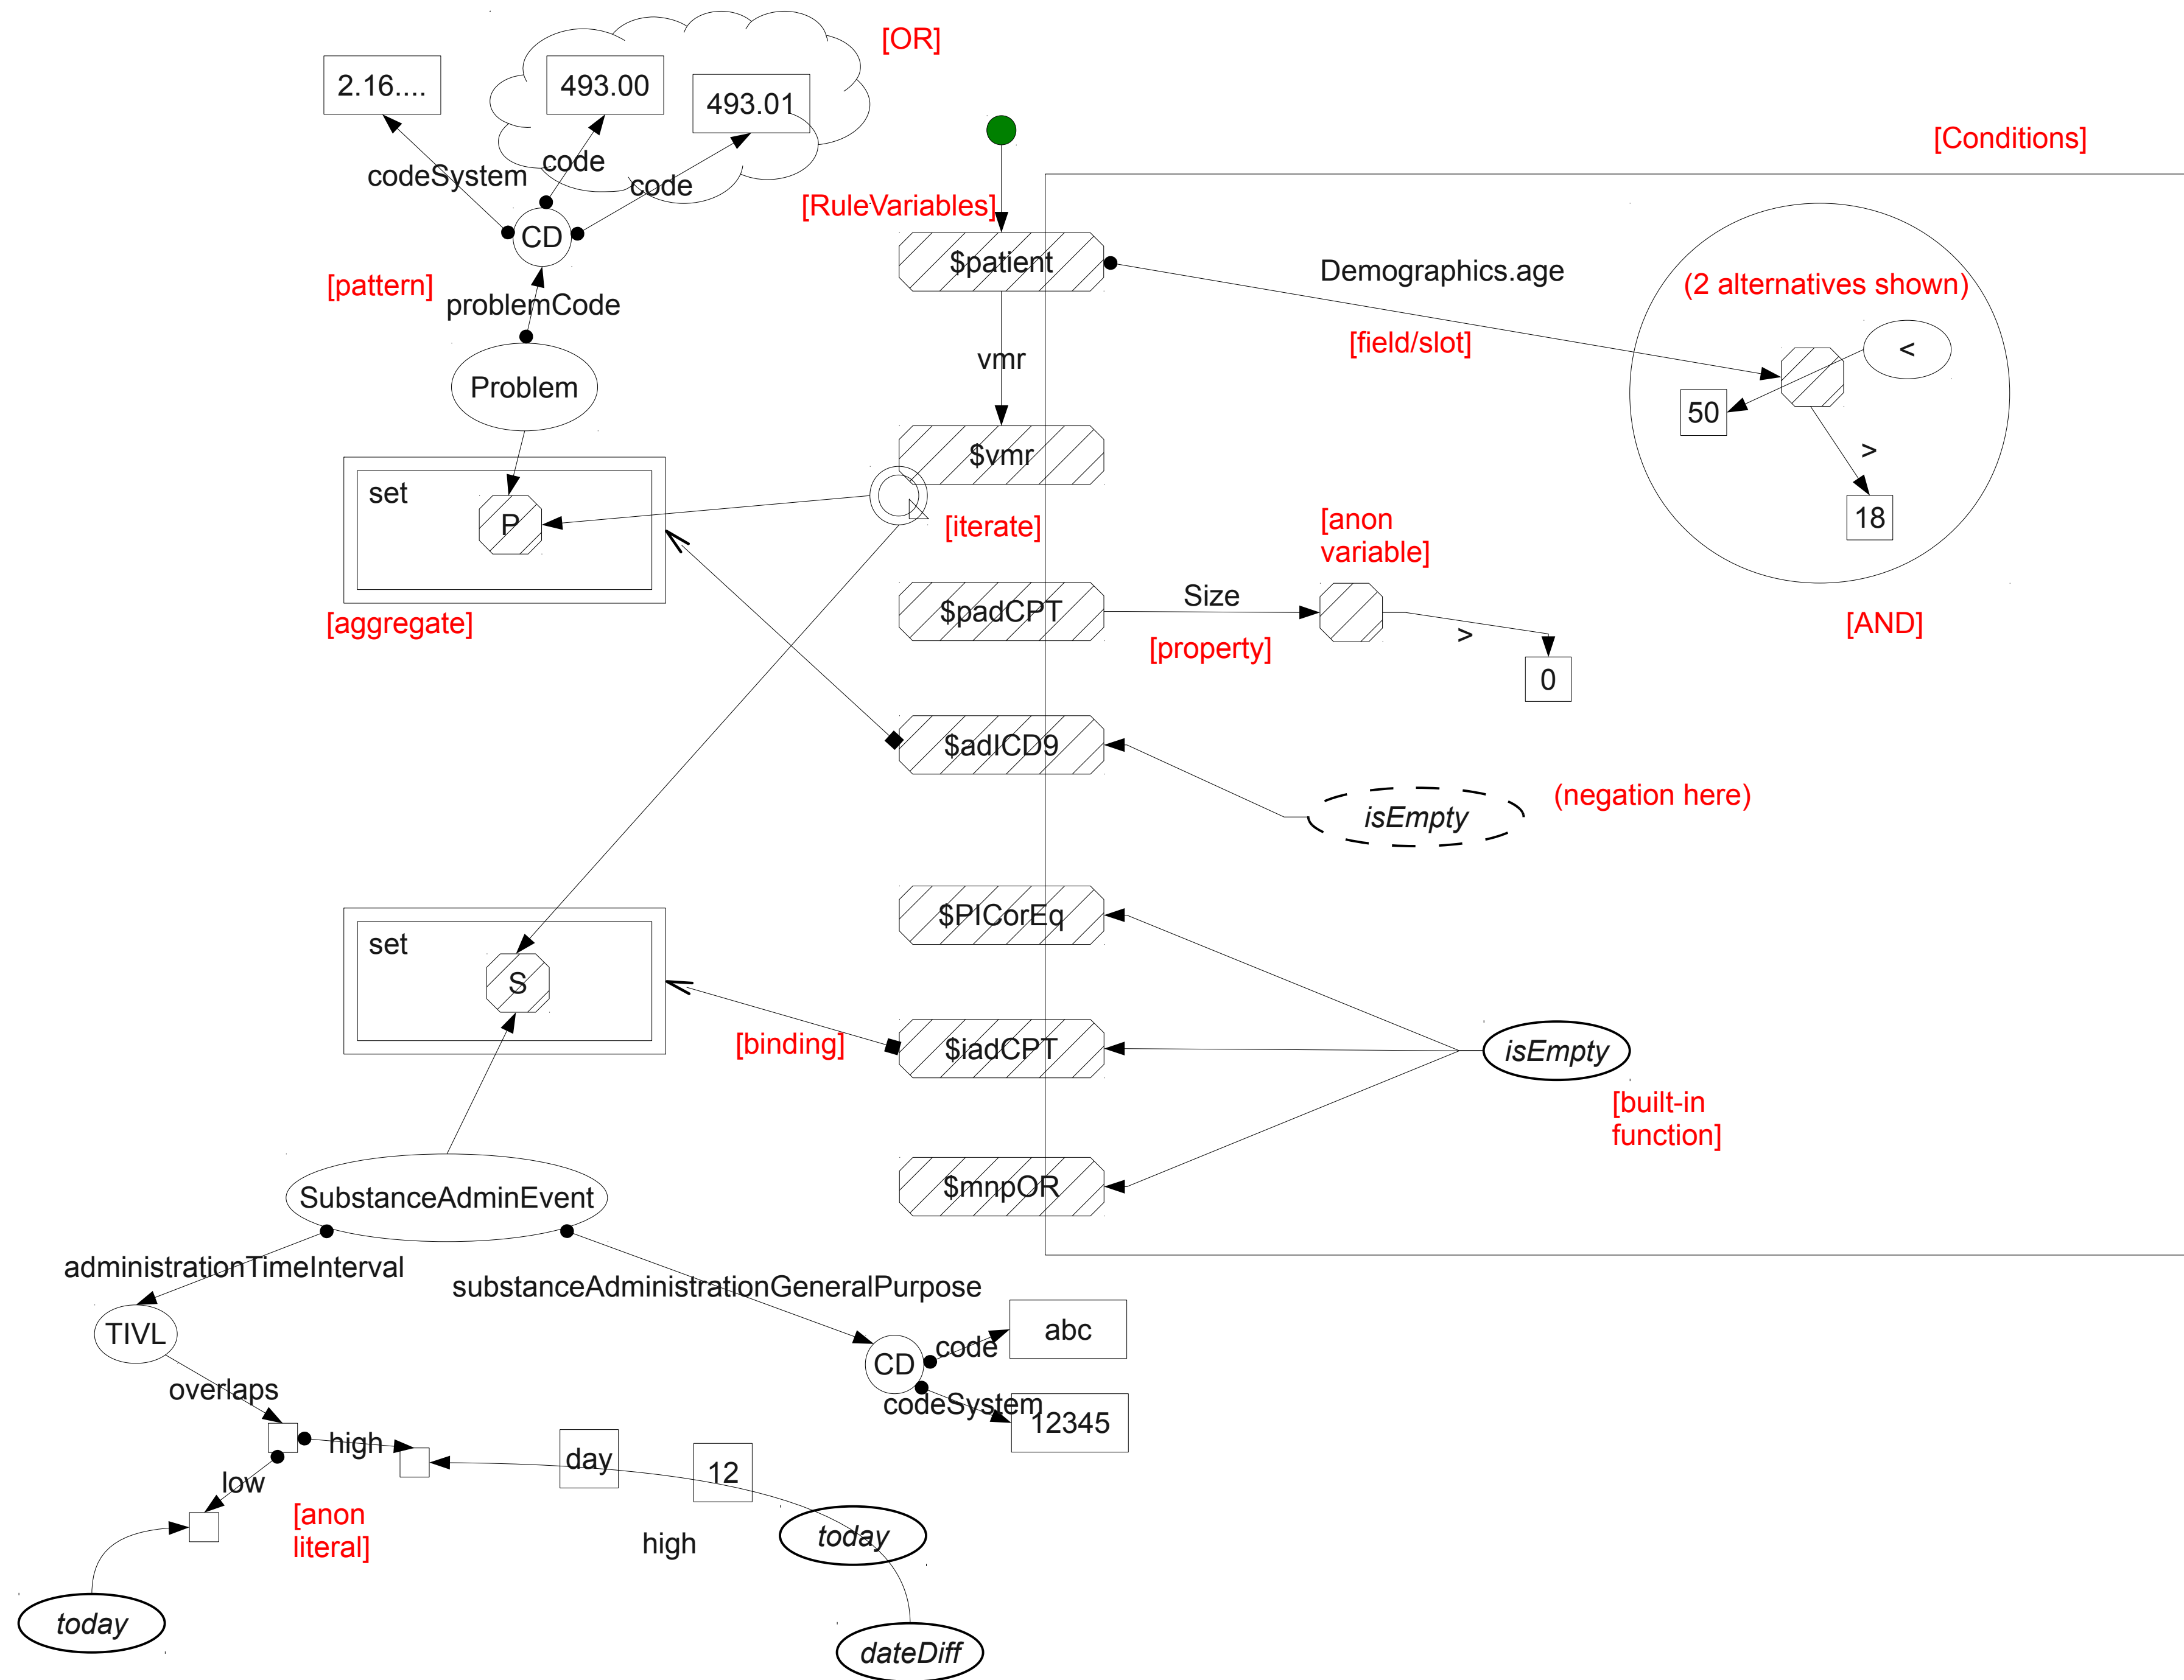 [OR]
2.16....
493.00
493.01
[Conditions]
codeSystem
code
code
[RuleVariables]
CD
$patient
Demographics.age
(2 alternatives shown)
[pattern]
problemCode
[field/slot]
vmr
<
Problem
50
$vmr
>
set
P
[iterate]
18
[anon
variable]
$padCPT
Size
[aggregate]
[property]
>
[AND]
0
$adICD9
(negation here)
isEmpty
$PICorEq
set
S
[binding]
$iadCPT
isEmpty
[built-in
function]
$mnpOR
SubstanceAdminEvent
administrationTimeInterval
substanceAdministrationGeneralPurpose
TIVL
abc
code
CD
overlaps
codeSystem
12345
high
day
12
low
[anon
literal]
high
today
today
dateDiff